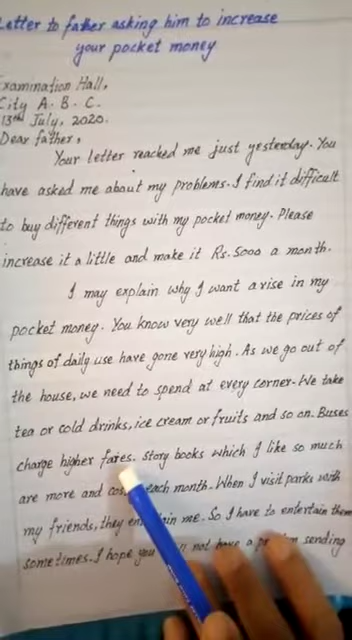 Letter to father asking him to increase
your pocket money
Examination Hall,
City A. B. C.
13th July, 2020.
Dear father,
Your letter reached me just yesterday. You
have asked me about my problems. I find it difficult
to buy different things with my pocket money. Please
increase it a little and make it Rs. 5000 a month.
I may explain why I want a rise in my
pocket money. You know very well that the prices of
things of daily use have gone very high. As we go out of
the house, we need to spend at every corner. We take
tea or cold drinks, ice cream or fruits and so on. Buses
charge higher fares. Story books which I like so much
are more and each month. When I visit parks with
my friends, they me. So I have to entertain them
sometimes. I hope you not have a sending